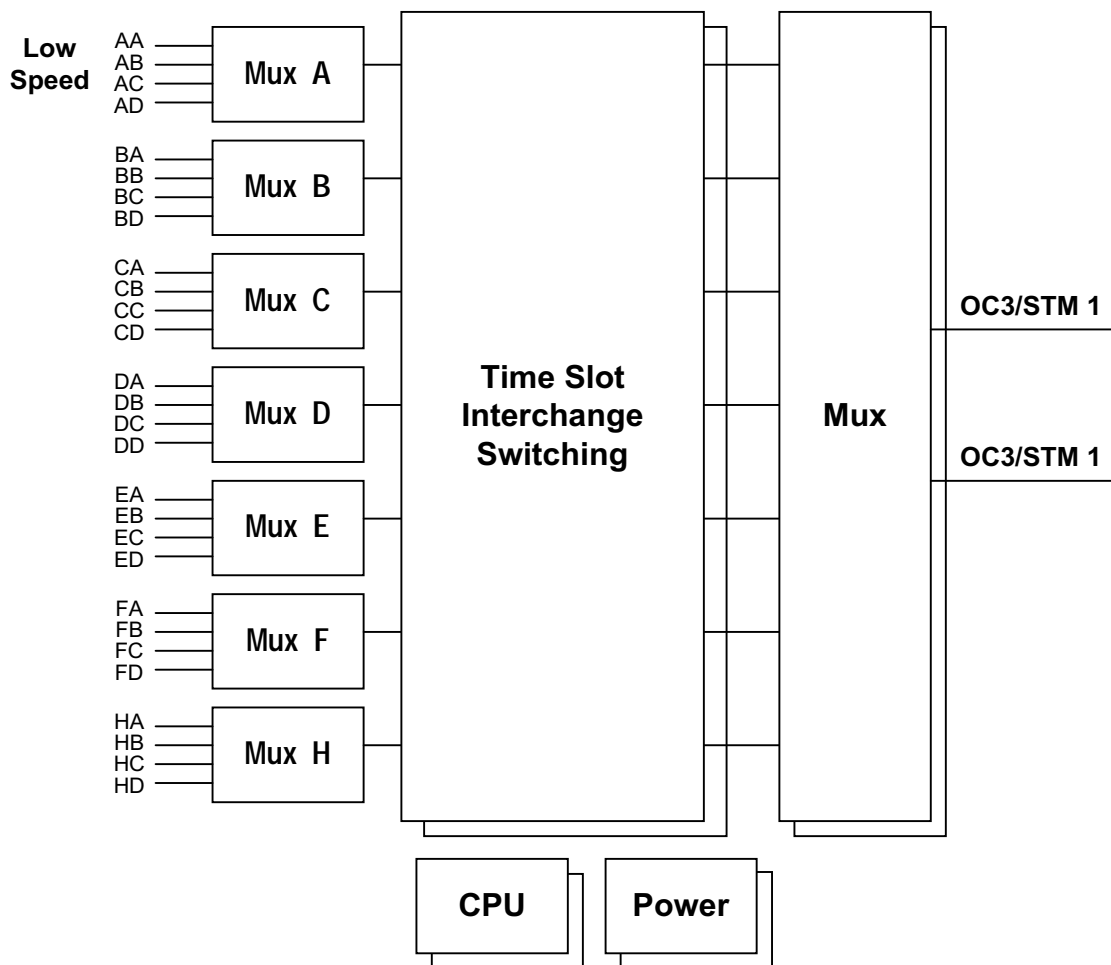 Low
Speed
AA
AB
AC
AD
Mux A
BA
BB
BC
BD
Mux B
CA
CB
CC
CD
Mux C
DA
DB
DC
DD
Mux D
EA
EB
EC
ED
Mux E
FA
FB
FC
FD
Mux F
HA
HB
HC
HD
Mux H
Time Slot
Interchange
Switching
Mux
OC3/STM 1
OC3/STM 1
CPU
Power